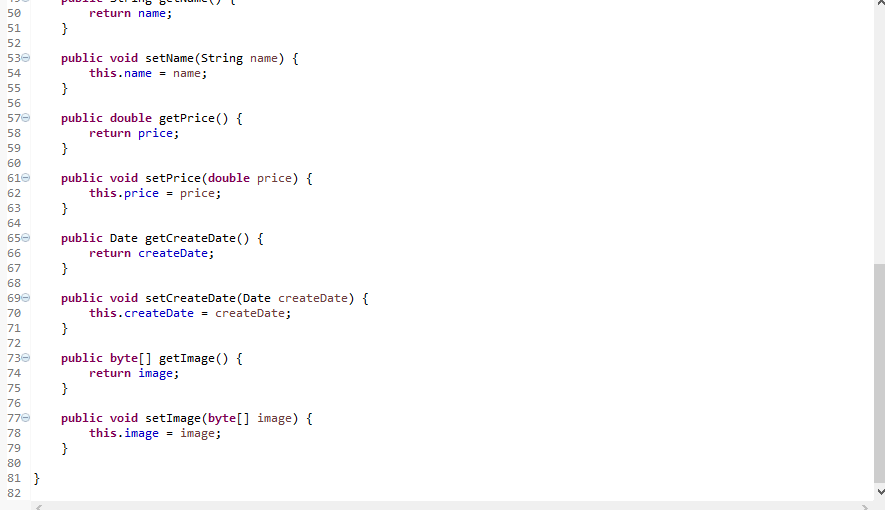 49 public String getName() {
50 return name;
51 }
52
53 public void setName(String name) {
54 this.name = name;
55 }
56
57 public double getPrice() {
58 return price;
59 }
60
61 public void setPrice(double price) {
62 this.price = price;
63 }
64
65 public Date getCreateDate() {
66 return createDate;
67 }
68
69 public void setCreateDate(Date createDate) {
70 this.createDate = createDate;
71 }
72
73 public byte[] getImage() {
74 return image;
75 }
76
77 public void setImage(byte[] image) {
78 this.image = image;
79 }
80
81 }
82